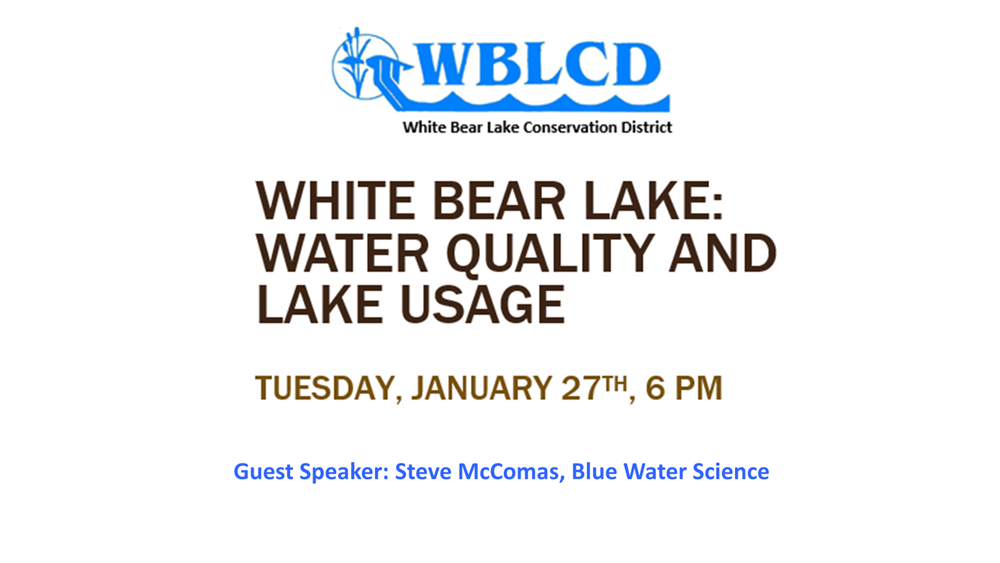 WBLCD
White Bear Lake Conservation District
WHITE BEAR LAKE:
WATER QUALITY AND
LAKE USAGE
TUESDAY, JANUARY 27TH, 6 PM
Guest Speaker: Steve McComas, Blue Water Science